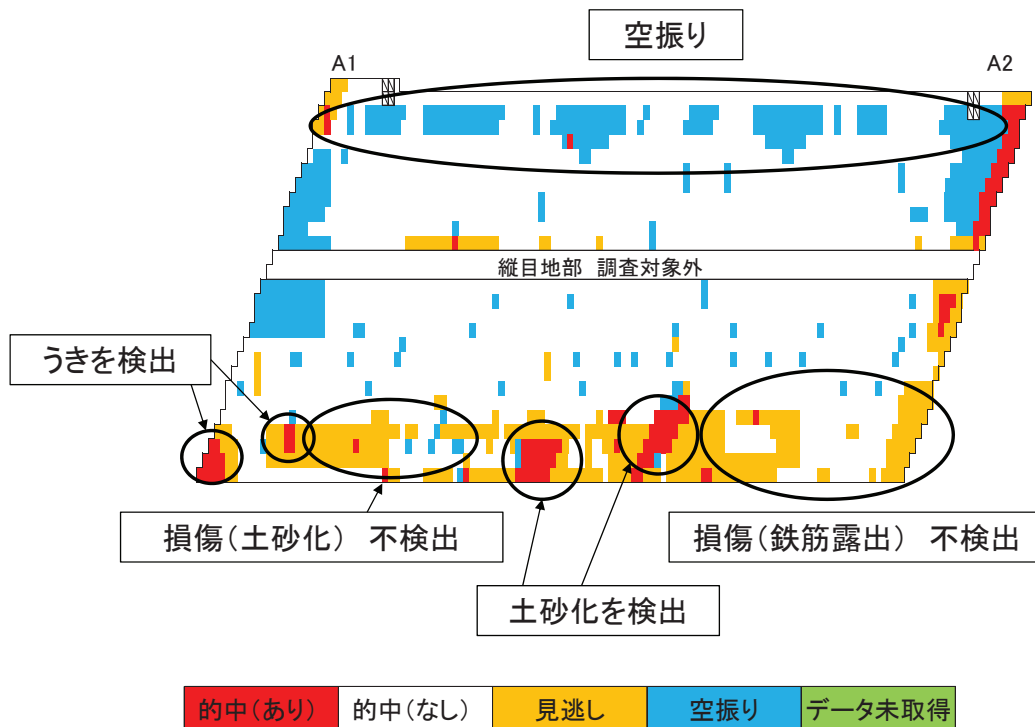 空振り
A1
A2
縦目地部 調査対象外
うきを検出
損傷(土砂化) 不検出
損傷(鉄筋露出) 不検出
土砂化を検出
的中(あり)
的中(なし)
見逃し
空振り
データ未取得